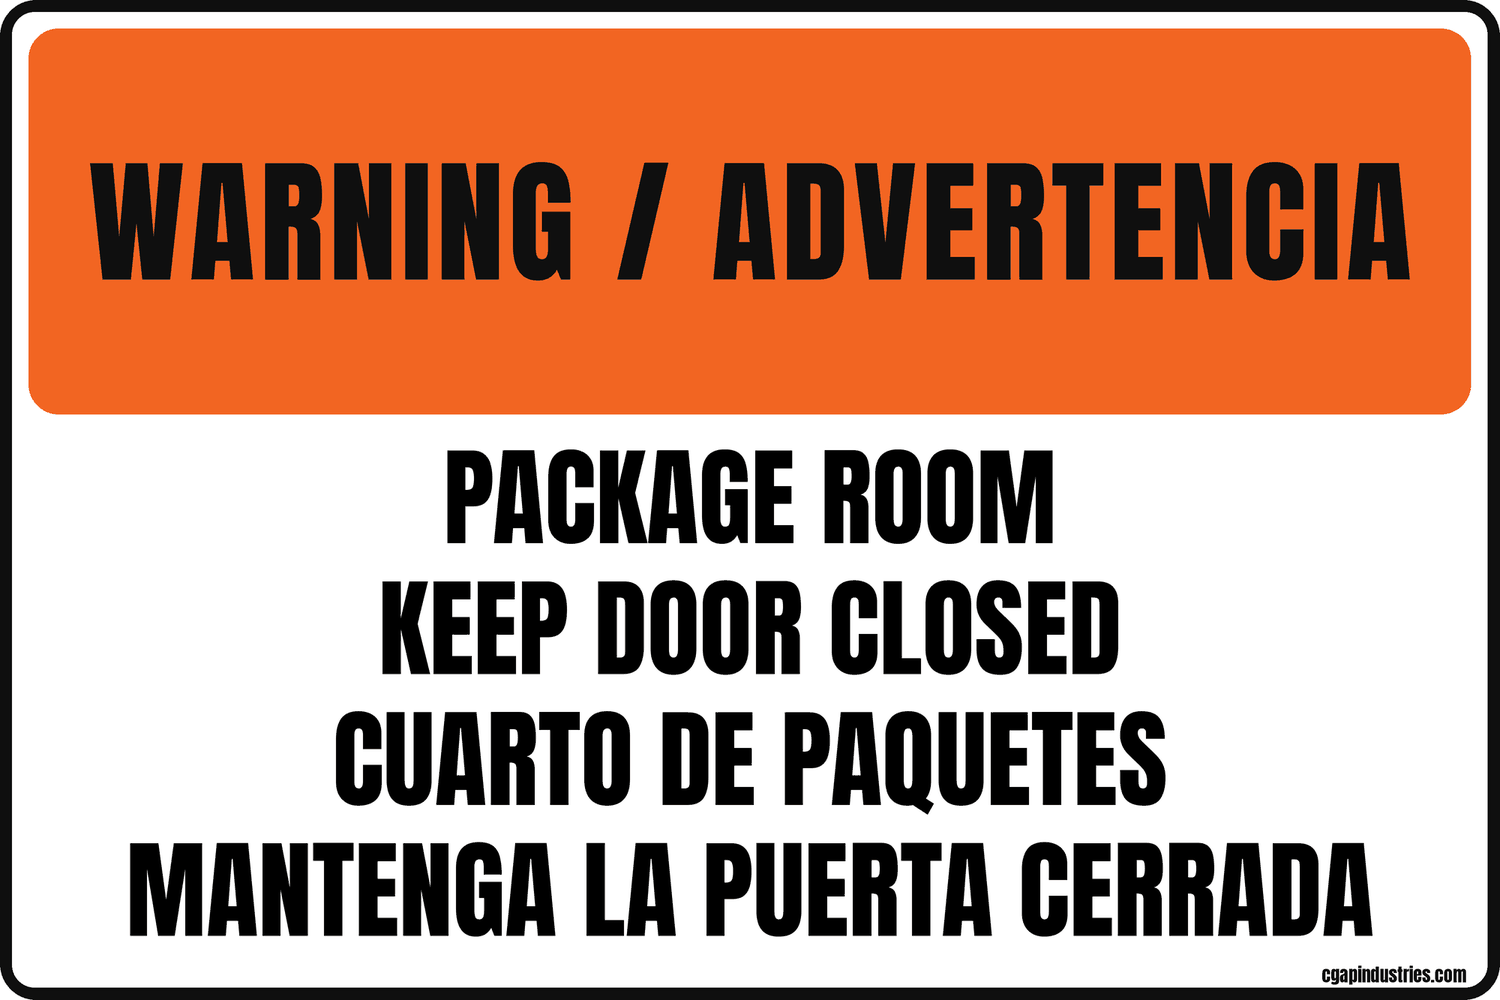 WARNING / ADVERTENCIA
PACKAGE ROOM
KEEP DOOR CLOSED
CUARTO DE PAQUETES
MANTENGA LA PUERTA CERRADA
cgapindustries.com